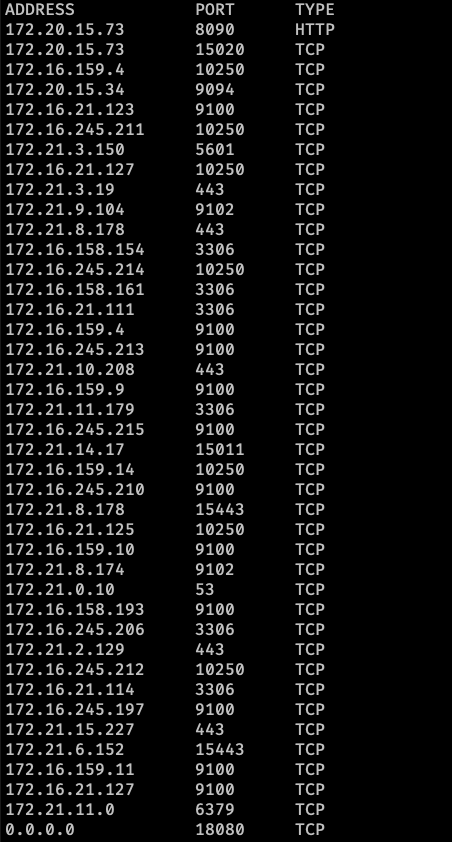 ADDRESS PORT TYPE
172.20.15.73 8090 HTTP
172.20.15.73 15020 TCP
172.16.159.4 10250 TCP
172.20.15.34 9094 TCP
172.16.21.123 9100 TCP
172.16.245.211 10250 TCP
172.21.3.150 5601 TCP
172.16.21.127 10250 TCP
172.21.3.19 443 TCP
172.21.9.104 9102 TCP
172.21.8.178 443 TCP
172.16.158.154 3306 TCP
172.16.245.214 10250 TCP
172.16.158.161 3306 TCP
172.16.21.111 3306 TCP
172.16.159.4 9100 TCP
172.16.245.213 9100 TCP
172.21.10.208 443 TCP
172.16.159.9 9100 TCP
172.21.11.179 3306 TCP
172.16.245.215 9100 TCP
172.21.14.17 15011 TCP
172.16.159.14 10250 TCP
172.16.245.210 9100 TCP
172.21.8.178 15443 TCP
172.16.21.125 10250 TCP
172.16.159.10 9100 TCP
172.21.8.174 9102 TCP
172.21.0.10 53 TCP
172.16.158.193 9100 TCP
172.16.245.206 3306 TCP
172.21.2.129 443 TCP
172.16.245.212 10250 TCP
172.16.21.114 3306 TCP
172.16.245.197 9100 TCP
172.21.15.227 443 TCP
172.21.6.152 15443 TCP
172.16.159.11 9100 TCP
172.16.21.127 9100 TCP
172.21.11.0 6379 TCP
0.0.0.0 18080 TCP